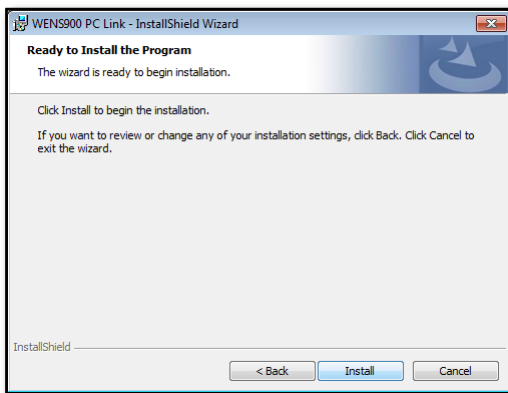 WENS900 PC Link - InstallShield Wizard
Ready to Install the Program
The wizard is ready to begin installation.
Click Install to begin the installation.
If you want to review or change any of your installation settings, click Back. Click Cancel to
exit the wizard.
InstallShield
< Back
Install
Cancel